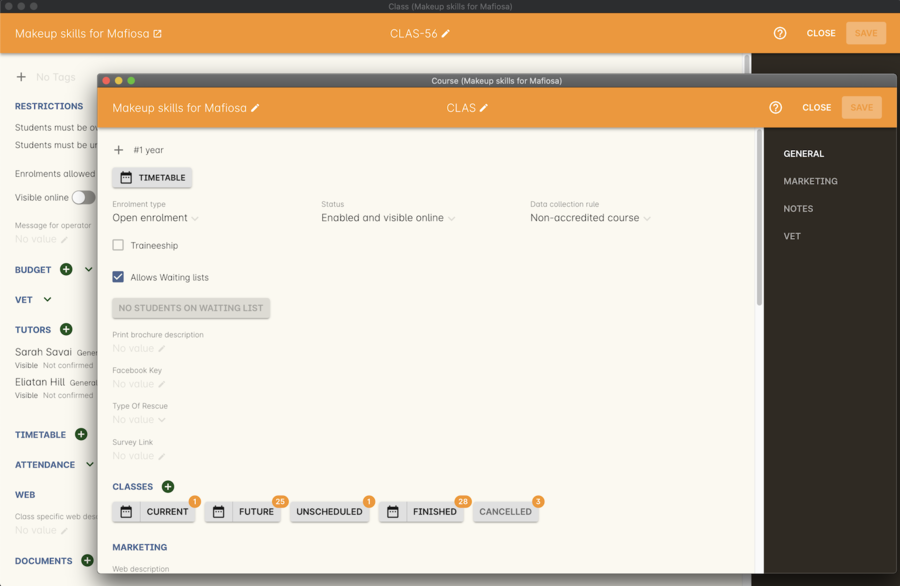 Class (Makeup skills for Mafiosa)
Makeup skills for Mafiosa
CLAS-56
CLOSE
SAVE
No Tags
RESTRICTIONS
Students must be
Students must be
Enrolments allowed
Visible online
Message for operator
No value
BUDGET
VET
TUTORS
Sarah Savai Gener
Visible Not confirmed
Eliatan Hill General
Visible Not confirmed
TIMETABLE
ATTENDANCE
WEB
Class specific web des
No value
DOCUMENTS
Course (Makeup skills for Mafiosa)
Makeup skills for Mafiosa
CLAS
CLOSE
SAVE
#1 year
TIMETABLE
Enrolment type
Open enrolment
Status
Enabled and visible online
Data collection rule
Non-accredited course
Traineeship
Allows Waiting lists
NO STUDENTS ON WAITING LIST
Print brochure description
No value
Facebook Key
No value
Type Of Rescue
No value
Survey Link
No value
CLASSES
CURRENT 1
FUTURE 25
UNSCHEDULED 1
FINISHED 28
CANCELLED 3
MARKETING
Web description
GENERAL
MARKETING
NOTES
VET